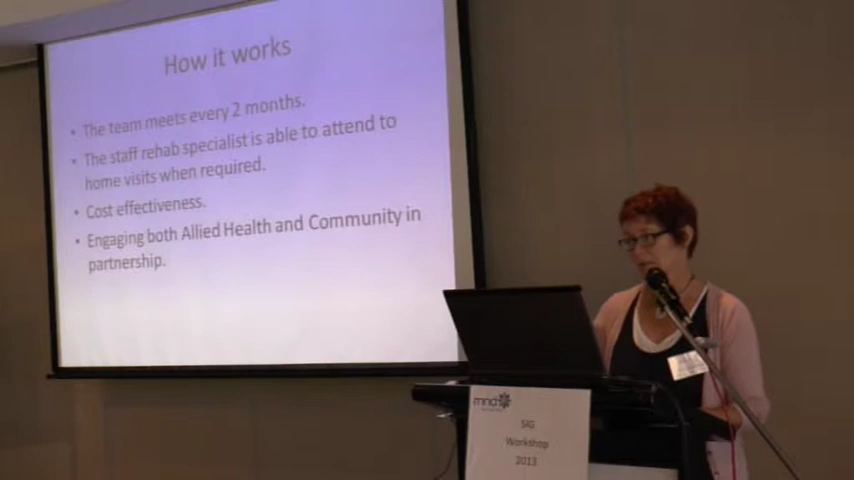 How it works
• The team meets every 2 months.
• The staff rehab specialist is able to attend to
home visits when required.
• Cost effectiveness.
• Engaging both Allied Health and Community in
partnership.
mnd
SIG
Workshop
2013